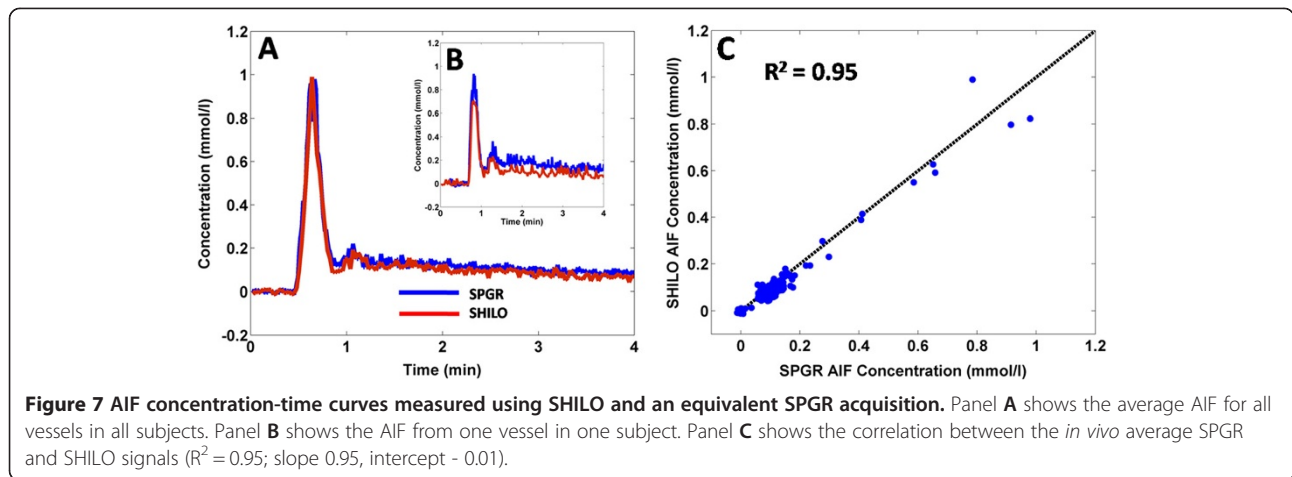 A
1.2
1
0.8
0.6
0.4
0.2
0
-0.2
Concentration (mmol/l)
0
1
2
3
4
Time (min)
SPGR
SHILO
B
1.2
1
0.8
0.6
0.4
0.2
0
-0.2
Concentration (mmol/l)
0
1
2
3
4
Time (min)
C
R² = 0.95
1.2
1
0.8
0.6
0.4
0.2
0
SHILO AIF Concentration (mmol/l)
0
0.2
0.4
0.6
0.8
1
1.2
SPGR AIF Concentration (mmol/l)
Figure 7 AIF concentration-time curves measured using SHILO and an equivalent SPGR acquisition. Panel A shows the average AIF for all
vessels in all subjects. Panel B shows the AIF from one vessel in one subject. Panel C shows the correlation between the in vivo average SPGR
and SHILO signals (R² = 0.95; slope 0.95, intercept - 0.01).